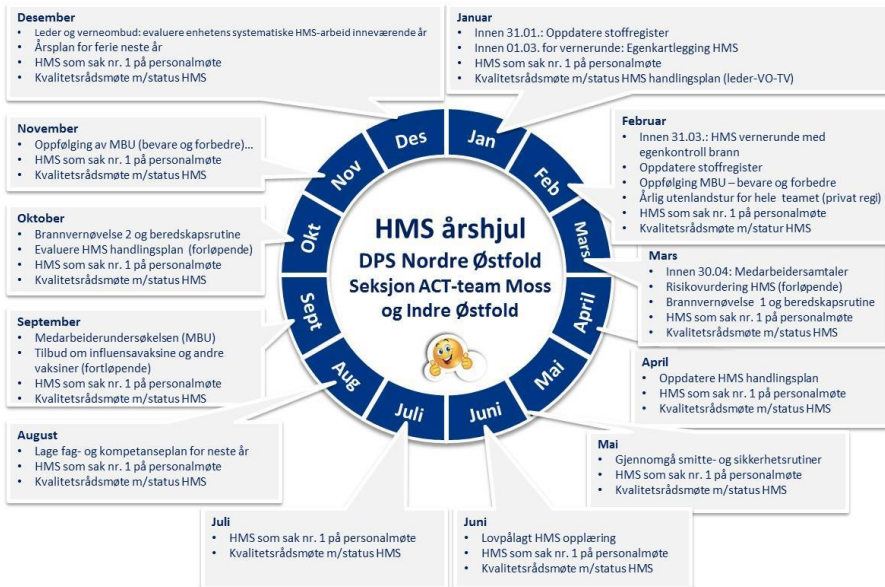 Desember
• Leder og verneombud: evaluere enhetens systematiske HMS-arbeid inneværende år
• Årsplan for ferie neste år
• HMS som sak nr. 1 på personalmøte
• Kvalitetsrådsmøte m/status HMS
Januar
• Innen 31.01.: Oppdatere stoffregister
• Innen 01.03. for vernerunde: Egenkartlegging HMS
• HMS som sak nr. 1 på personalmøte
• Kvalitetsrådsmøte m/status HMS handlingsplan (leder-VO-TV)
November
• Oppfølging av MBU (bevare og forbedre)...
• HMS som sak nr. 1 på personalmøte
• Kvalitetsrådsmøte m/status HMS
Februar
• Innen 31.03.: HMS vernerunde med
egenkontroll brann
• Oppdatere stoffregister
• Oppfølging MBU – bevare og forbedre
• Årlig utenlandstur for hele teamet (privat regi)
• HMS som sak nr. 1 på personalmøte
• Kvalitetsrådsmøte m/statur HMS
Oktober
• Brannvernøvelse 2 og beredskapsrutine
• Evaluere HMS handlingsplan (forløpende)
• HMS som sak nr. 1 på personalmøte
• Kvalitetsrådsmøte m/status HMS
Mars
• Innen 30.04: Medarbeidersamtaler
• Risikovurdering HMS (forløpende)
• Brannvernøvelse 1 og beredskapsrutine
• HMS som sak nr. 1 på personalmøte
• Kvalitetsrådsmøte m/status HMS
September
• Medarbeiderundersøkelsen (MBU)
• Tilbud om influensavaksine og andre
vaksiner (fortløpende)
• HMS som sak nr. 1 på personalmøte
• Kvalitetsrådsmøte m/status HMS
April
• Oppdatere HMS handlingsplan
• HMS som sak nr. 1 på personalmøte
• Kvalitetsrådsmøte m/status HMS
August
• Lage fag- og kompetanseplan for neste år
• HMS som sak nr. 1 på personalmøte
• Kvalitetsrådsmøte m/status HMS
Mai
• Gjennomgå smitte- og sikkerhetsrutiner
• HMS som sak nr. 1 på personalmøte
• Kvalitetsrådsmøte m/status HMS
Juli
• HMS som sak nr. 1 på personalmøte
• Kvalitetsrådsmøte m/status HMS
Juni
• Lovpålagt HMS opplæring
• HMS som sak nr. 1 på personalmøte
• Kvalitetsrådsmøte m/status HMS
HMS årshjul
DPS Nordre Østfold
Seksjon ACT-team Moss
og Indre Østfold
Jan
Feb
Mars
April
Mai
Juni
Juli
Aug
Sept
Okt
Nov
Des